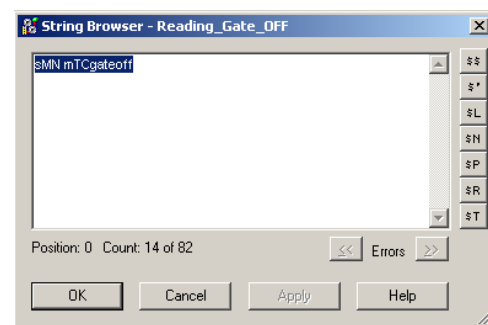 String Browser - Reading_Gate_OFF
sMN mTCgateoff
$$
$'
$L
$N
$P
$R
$T
Position: 0 Count: 14 of 82
<< Errors >>
OK Cancel Apply Help